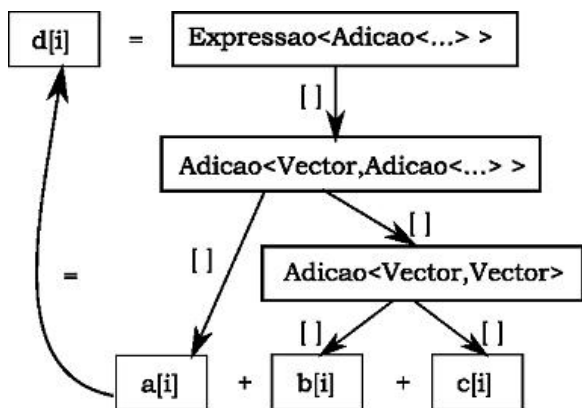 d[i] = Expressao<Adicao<...> >
[ ]
Adicao<Vector,Adicao<...> >
[ ] [ ]
=
Adicao<Vector,Vector>
[ ] [ ]
a[i] + b[i] + c[i]